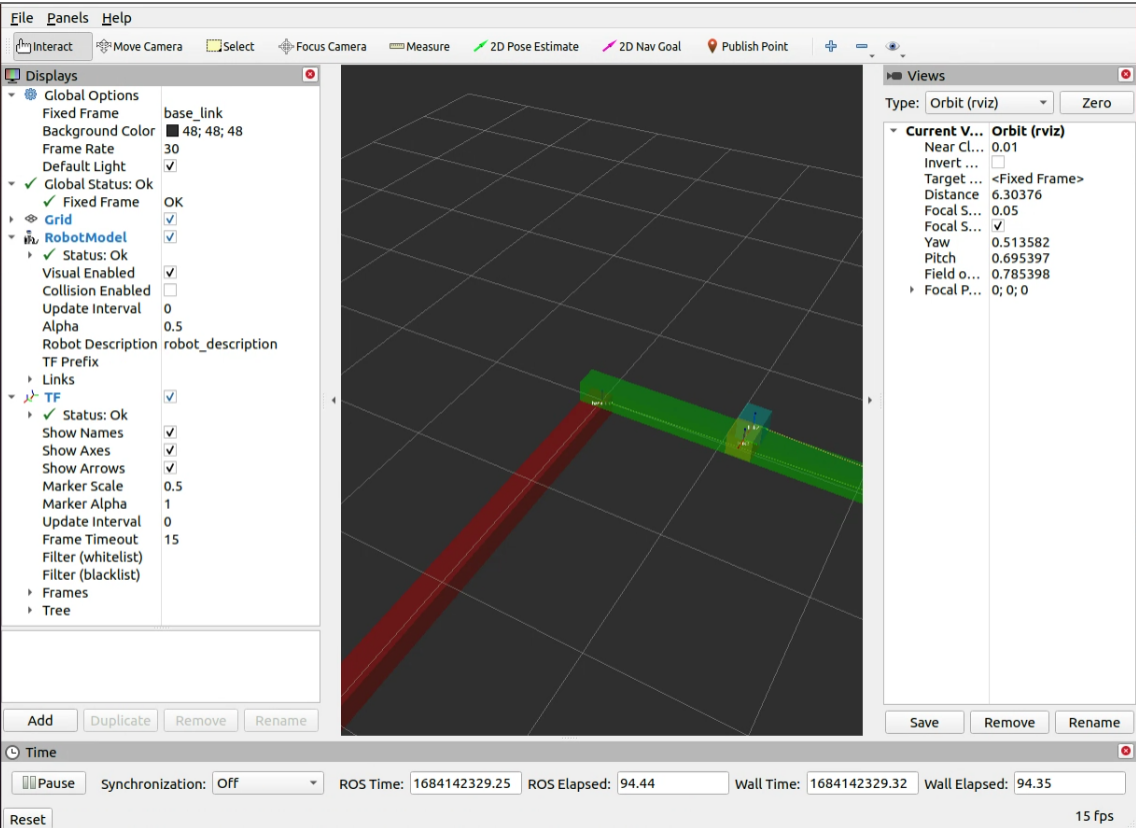 File Panels Help
Interact Move Camera Select Focus Camera Measure 2D Pose Estimate 2D Nav Goal Publish Point
Displays
Global Options
Fixed Frame base_link
Background Color 48; 48; 48
Frame Rate 30
Default Light
Global Status: Ok
Fixed Frame OK
Grid
RobotModel
Status: Ok
Visual Enabled
Collision Enabled
Update Interval 0
Alpha 0.5
Robot Description robot_description
TF Prefix
Links
TF
Status: Ok
Show Names
Show Axes
Show Arrows
Marker Scale 0.5
Marker Alpha 1
Update Interval 0
Frame Timeout 15
Filter (whitelist)
Filter (blacklist)
Frames
Tree
Add Duplicate Remove Rename
Views
Type: Orbit (rviz) Zero
Current V... Orbit (rviz)
Near Cl... 0.01
Invert ...
Target ... <Fixed Frame>
Distance 6.30376
Focal S... 0.05
Focal S...
Yaw 0.513582
Pitch 0.695397
Field o... 0.785398
Focal P... 0; 0; 0
Save Remove Rename
Time
Pause Synchronization: Off ROS Time: 1684142329.25 ROS Elapsed: 94.44 Wall Time: 1684142329.32 Wall Elapsed: 94.35
Reset 15 fps